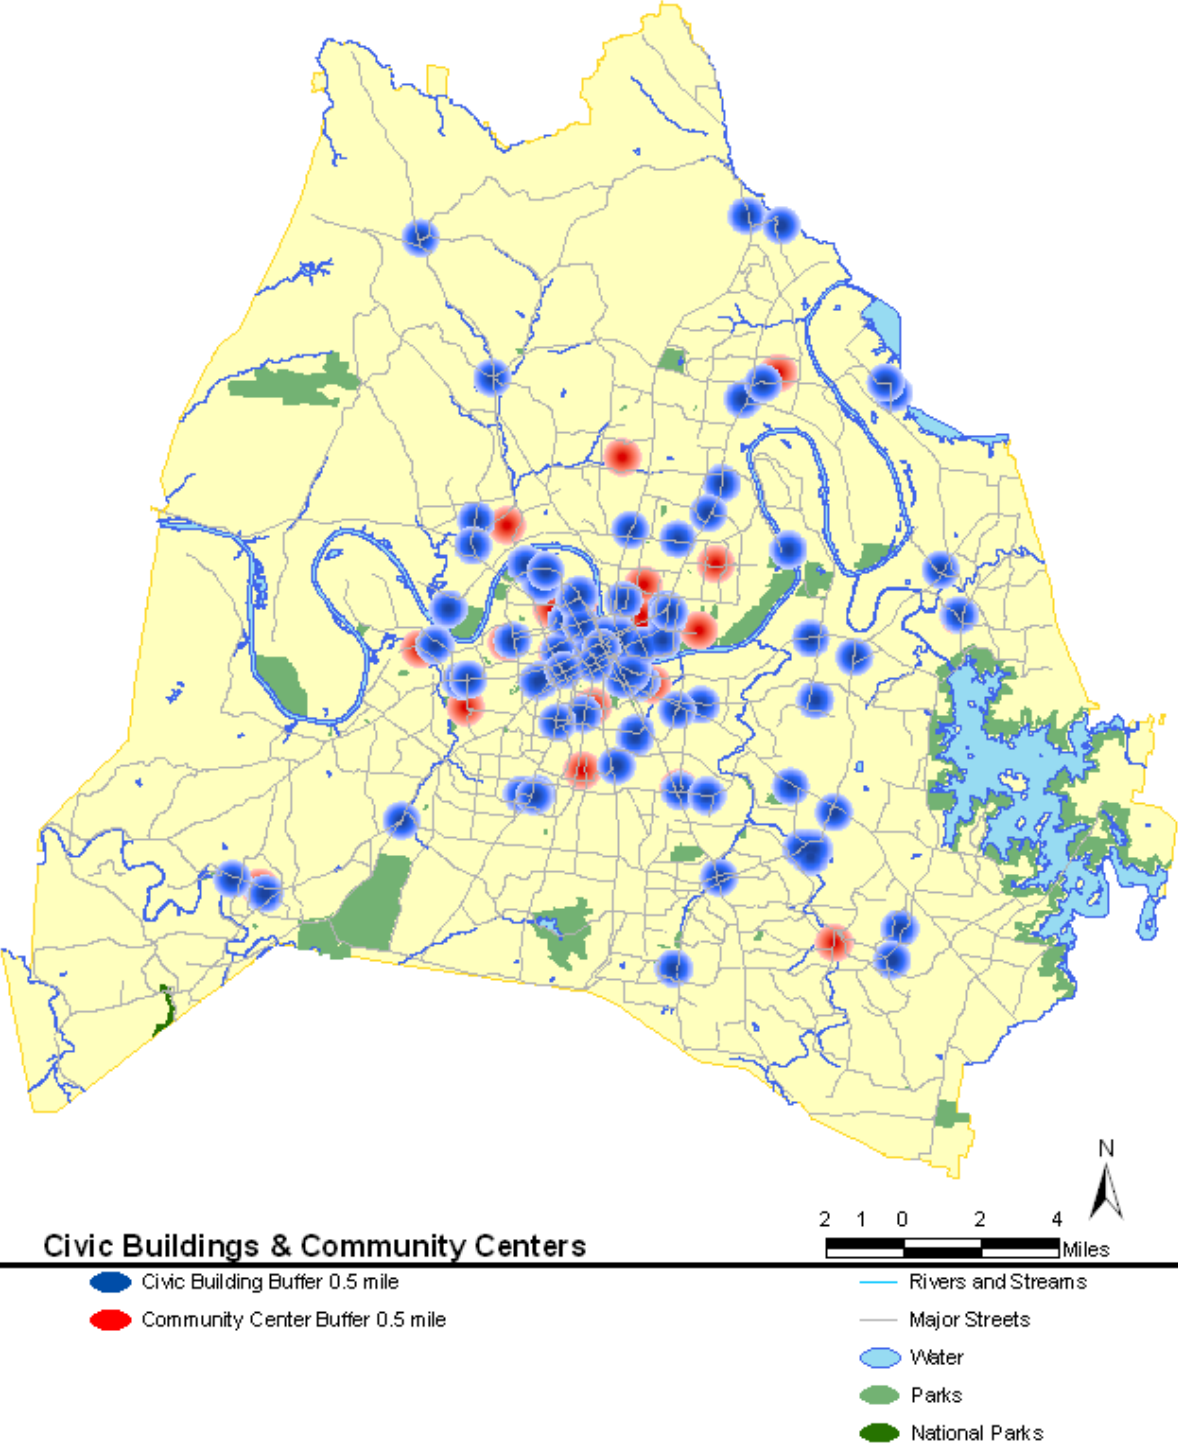 N
2 1 0 2 4
Miles
Civic Buildings & Community Centers
Civic Building Buffer 0.5 mile
Community Center Buffer 0.5 mile
Rivers and Streams
Major Streets
Water
Parks
National Parks